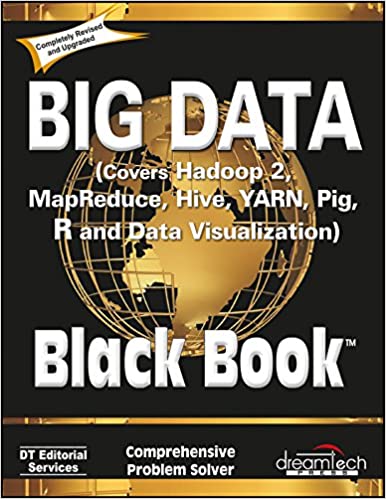 Completely Revised
and Upgraded
BIG DATA
(Covers Hadoop 2,
MapReduce, Hive, YARN, Pig,
R and Data Visualization)
Black Book™
DT Editorial
Services
Comprehensive
Problem Solver
dreamtech
PRESS